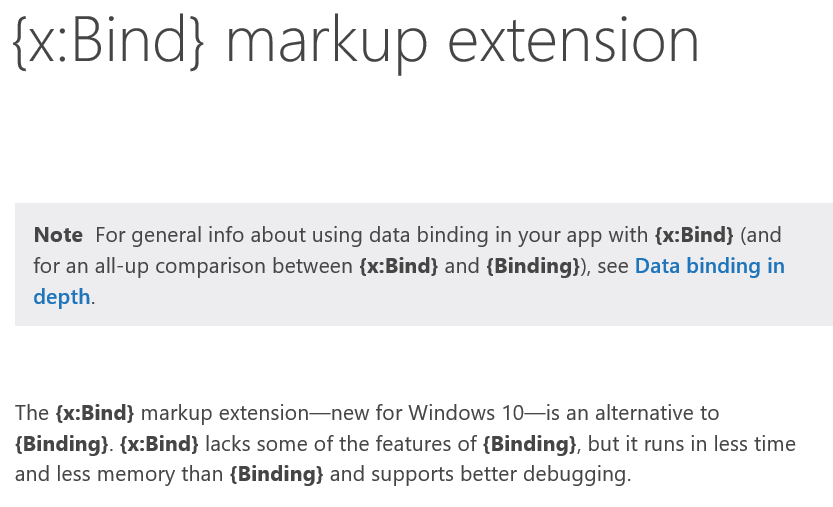 {x:Bind} markup extension
Note  For general info about using data binding in your app with {x:Bind} (and
for an all-up comparison between {x:Bind} and {Binding}), see Data binding in
depth.
The {x:Bind} markup extension—new for Windows 10—is an alternative to
{Binding}. {x:Bind} lacks some of the features of {Binding}, but it runs in less time
and less memory than {Binding} and supports better debugging.